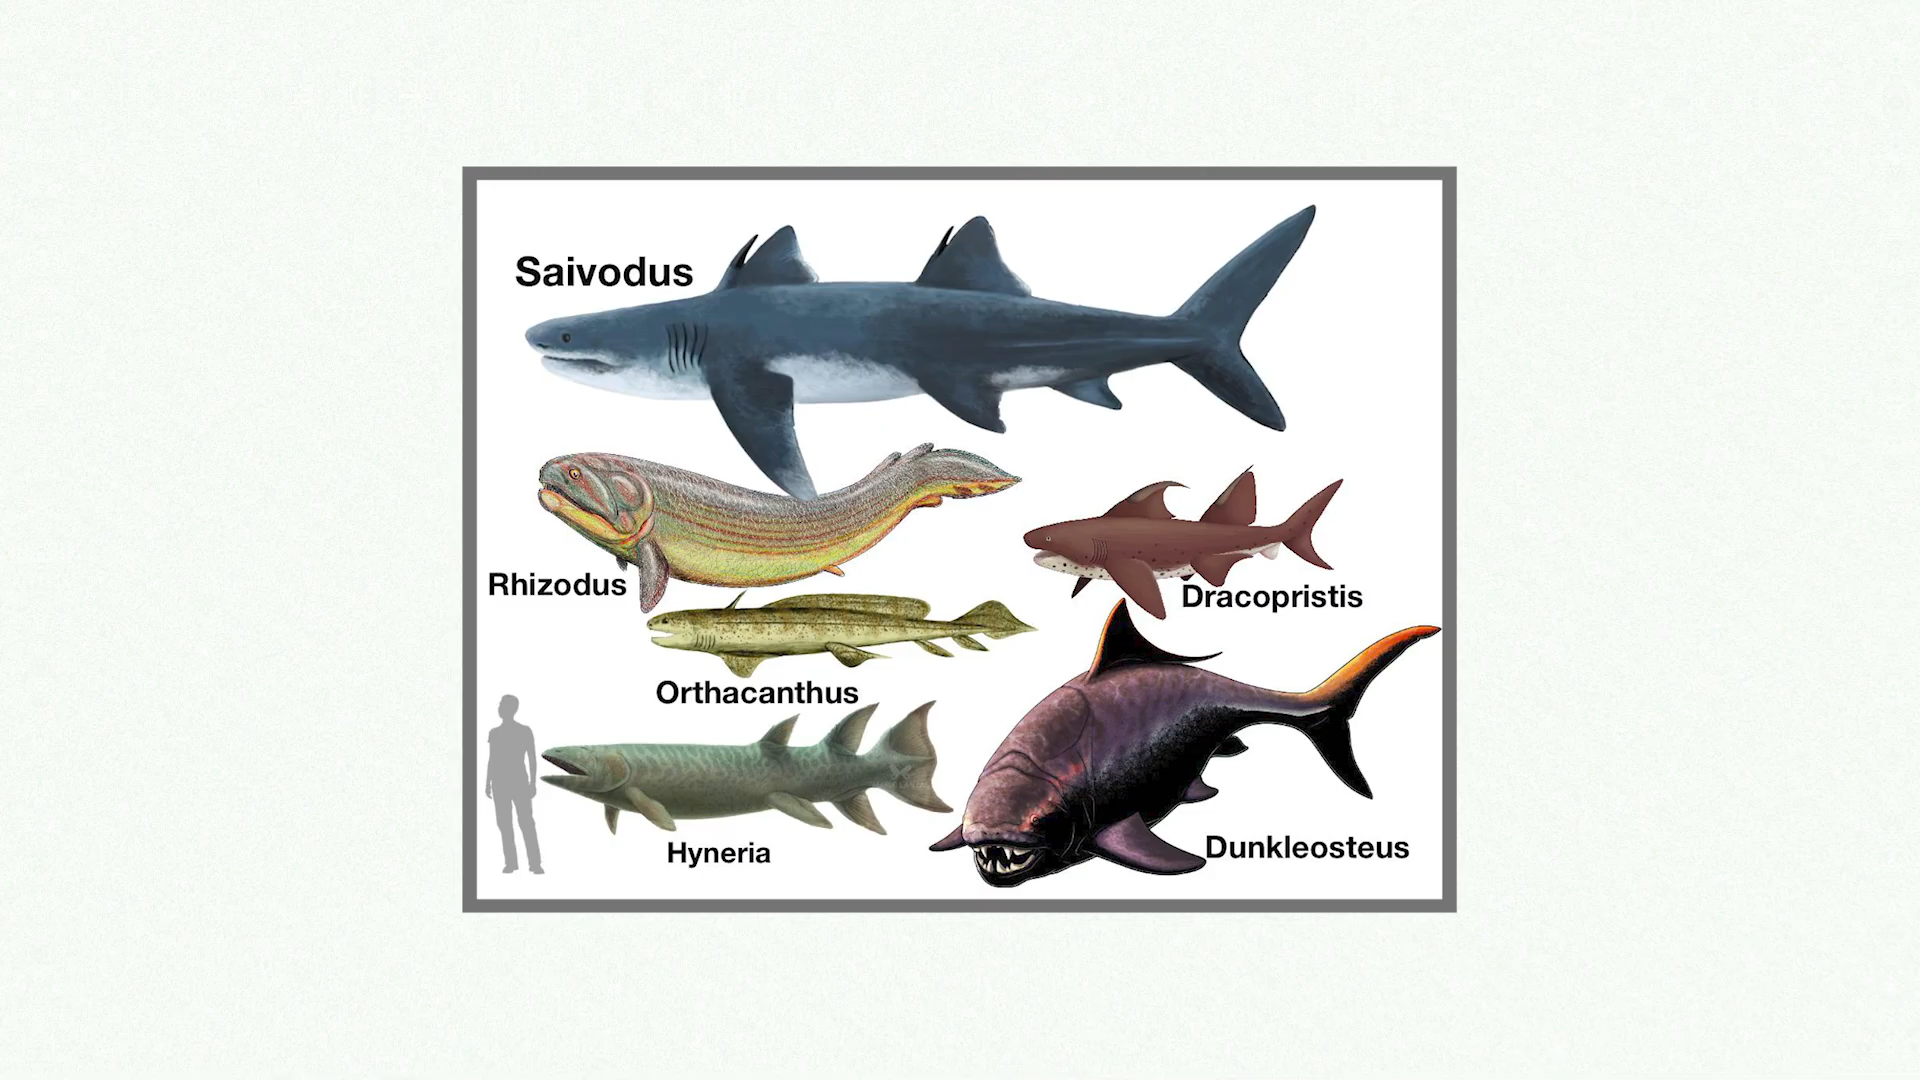 Saivodus
Rhizodus
Dracopristis
Orthacanthus
Hyneria
Dunkleosteus